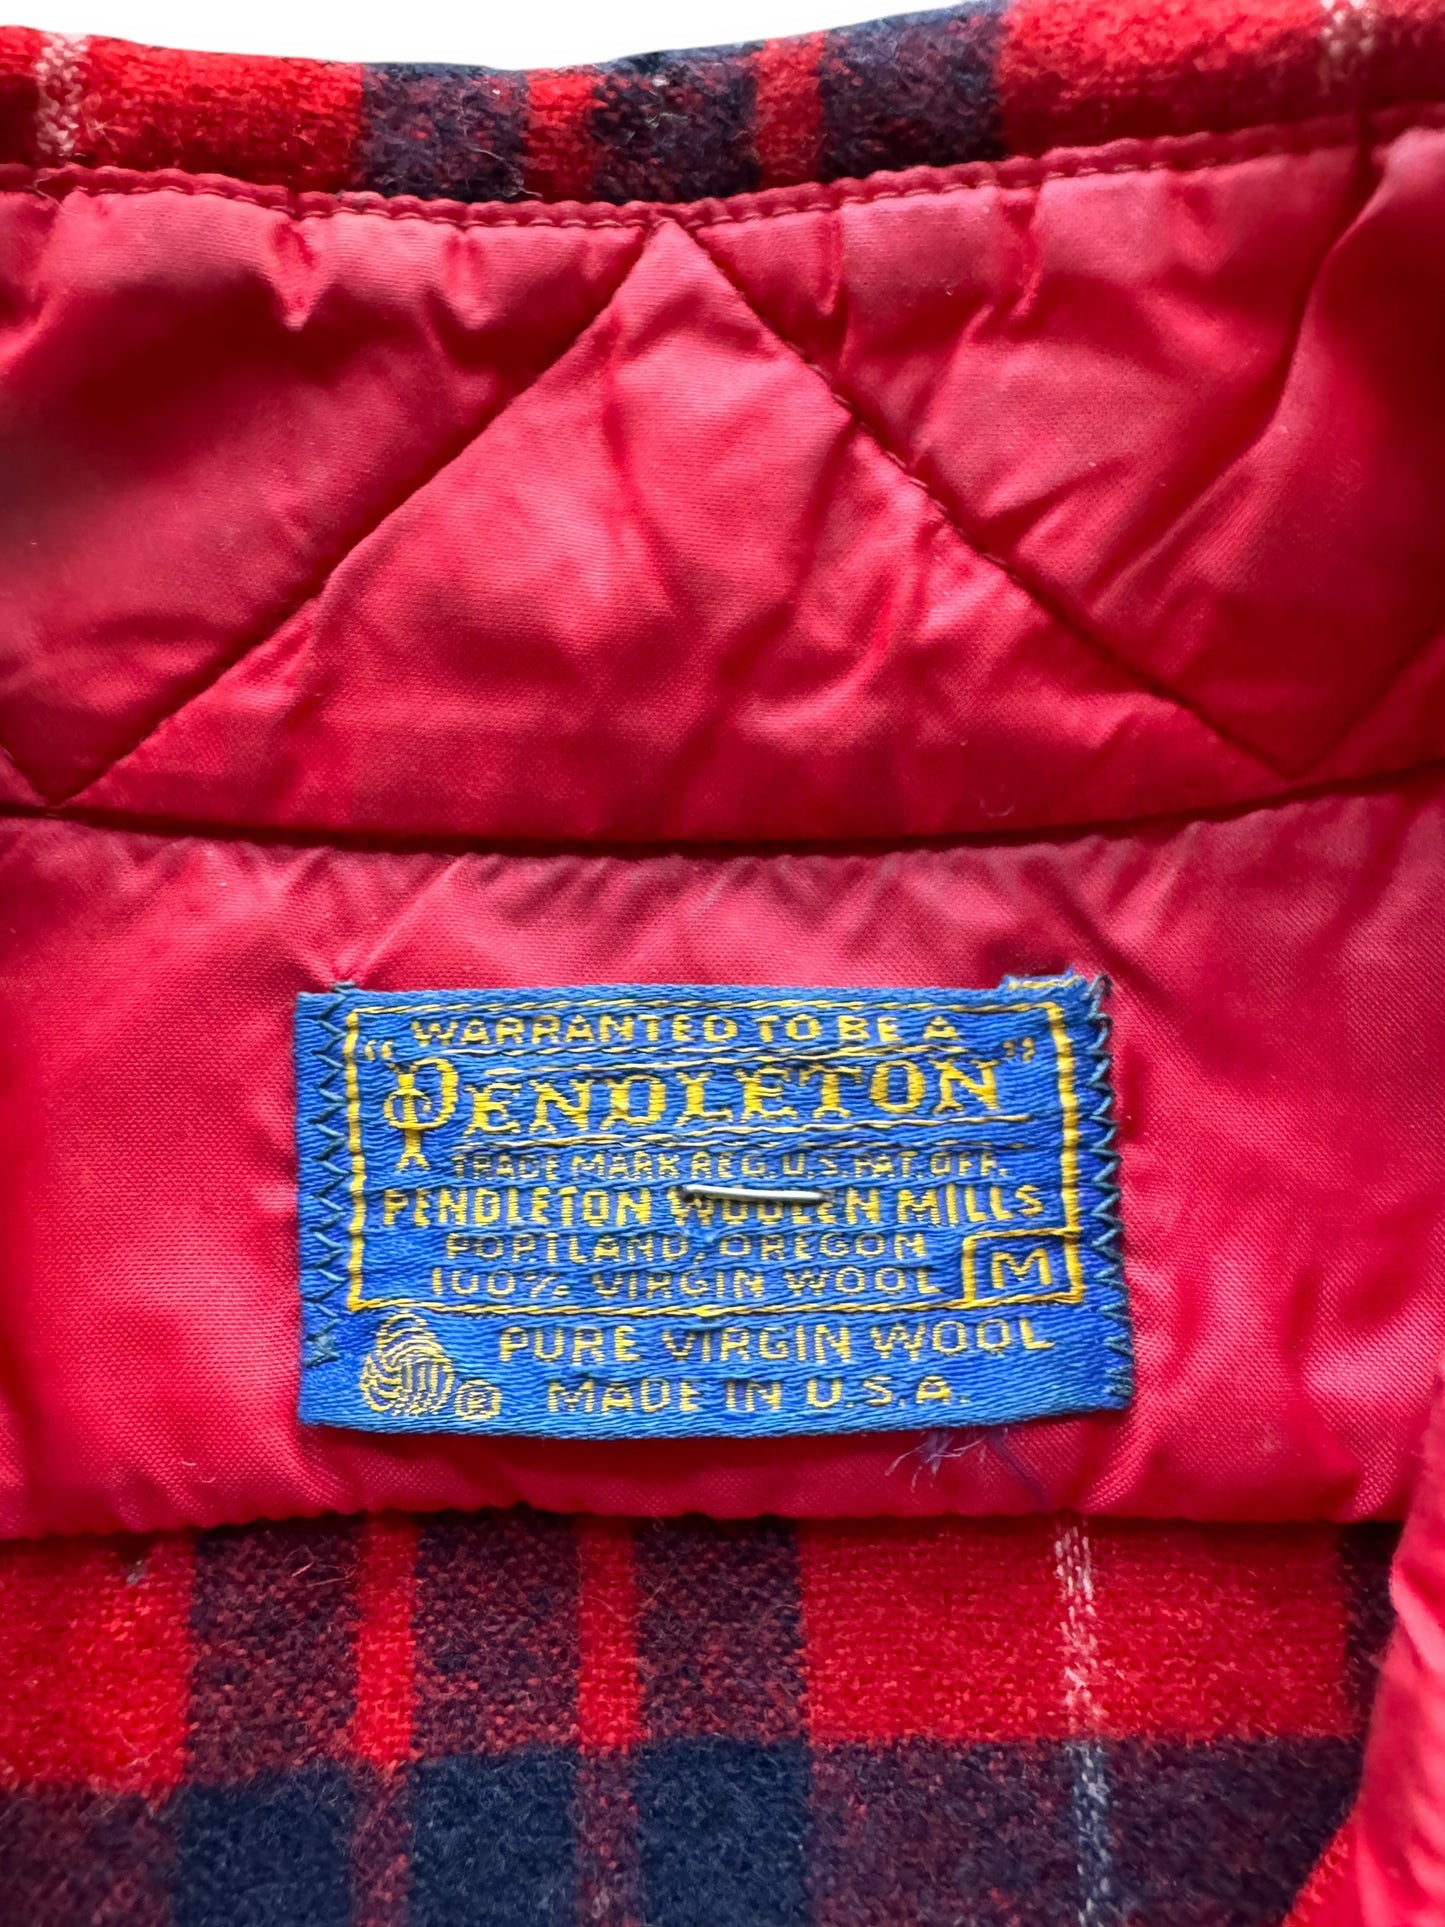 WARRANTED TO BE A
"PENDLETON"
TRADE MARK REG. U.S. PAT. OFF.
PENDLETON WOOLEN MILLS
PORTLAND, OREGON
100% VIRGIN WOOL M
PURE VIRGIN WOOL
® MADE IN U.S.A.